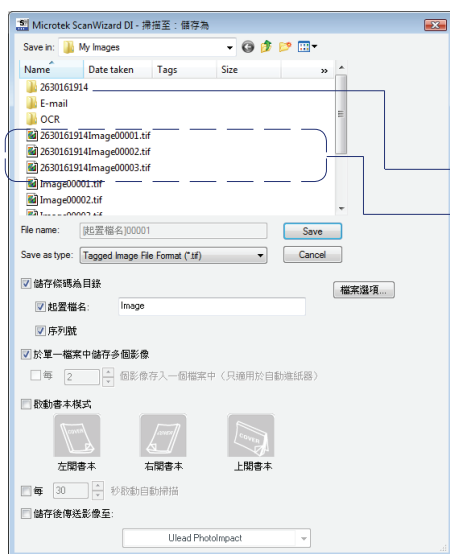 Microtek ScanWizard DI - 掃描至：儲存為
Save in: My Images
Name Date taken Tags Size »
2630161914
E-mail
OCR
2630161914Image00001.tif
2630161914Image00002.tif
2630161914Image00003.tif
Image00001.tif
Image00002.tif
Image00003.tif
File name: [起置檔名]00001 Save
Save as type: Tagged Image File Format (*.tif) Cancel
儲存條碼為目錄 檔案選項...
起置檔名: Image
序列號
於單一檔案中儲存多個影像
每 2 個影像存入一個檔案中（只適用於自動進紙器）
啟動書本模式
COVER COVER COVER
左開書本 右開書本 上開書本
每 30 秒啟動自動掃描
儲存後傳送影像至:
Ulead PhotoImpact